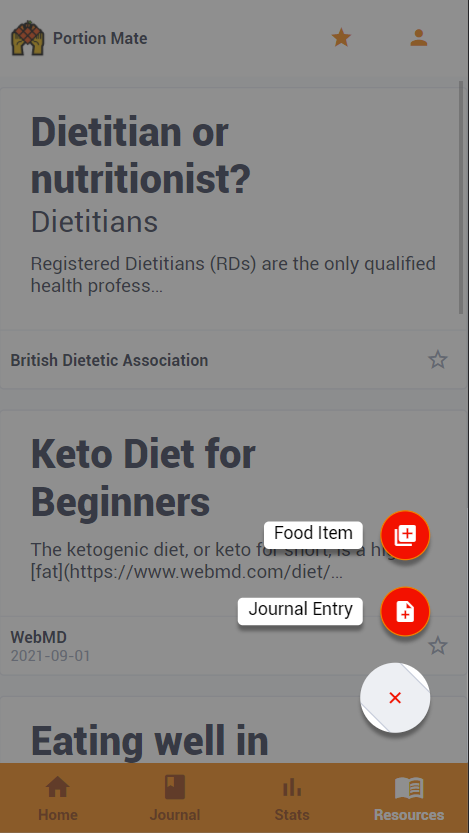 Portion Mate
Dietitian or
nutritionist?
Dietitians
Registered Dietitians (RDs) are the only qualified
health profess...
British Dietetic Association
Keto Diet for
Beginners
Food Item
The ketogenic diet, or keto for short, is a hig
[fat](https://www.webmd.com/diet/...
Journal Entry
WebMD
2021-09-01
Eating well in
Home
Journal
Stats
Resources